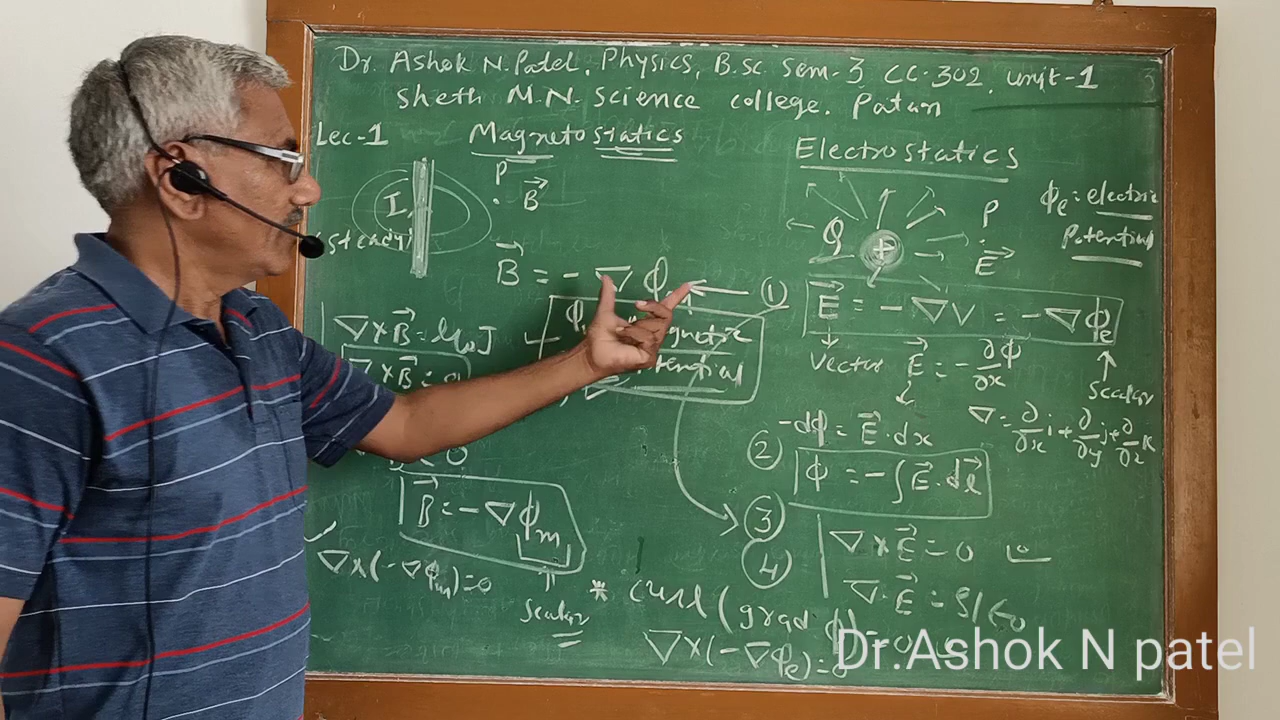 Dr. Ashok N. Patel. Physics, B.Sc. Sem-3 CC-302, unit-1
Sheth M.N. Science college. Patan
Lec-1 Magnetostatics
I
steady
P
B⃗
B⃗ = - ∇ϕ
∇×B⃗ = μ₀J
∇×B⃗ = 0
B⃗ = -∇ϕm
∇×(-∇ϕm)=0
scalar
Electrostatics
Q
+
P
E⃗
ϕe: electric
Potential
①
E⃗ = -∇V = -∇ϕe
vector
E⃗ = -∂ϕ/∂x
scalar
∇ = ∂/∂x i + ∂/∂y j + ∂/∂z k
-dϕ = E⃗.dx
② ϕ = -∫E⃗.dl⃗
③ ∇×E⃗ = 0
④ ∇.E⃗ = ρ/ε₀
* curl (grad ϕ)
∇×(-∇ϕe)=0
Dr.Ashok N patel